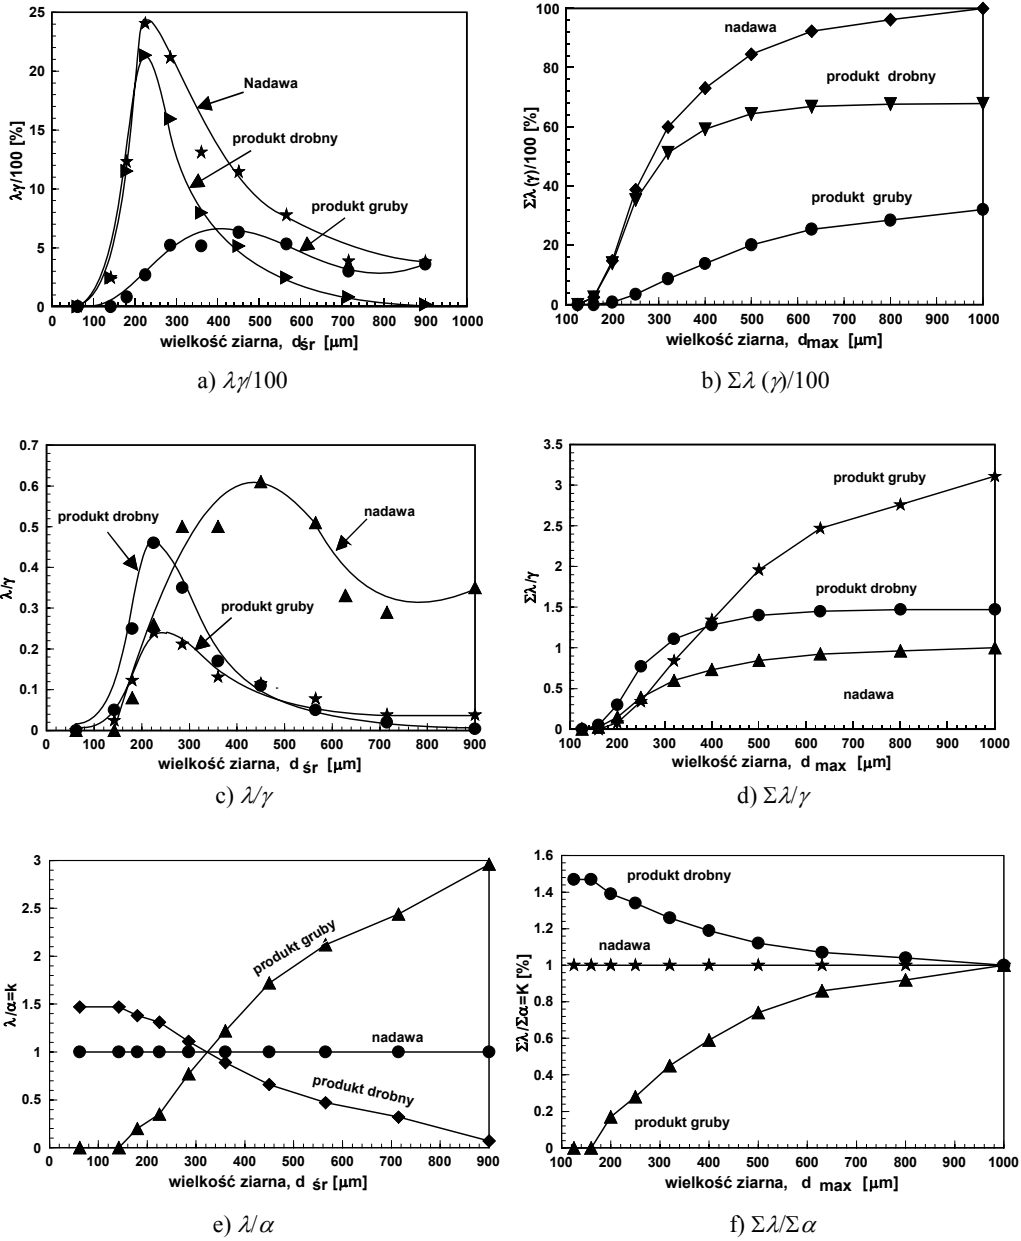 λγ/100 [%]
25
20
15
10
5
0
0 100 200 300 400 500 600 700 800 900 1000
Nadawa
produkt drobny
produkt gruby
wielkość ziarna, dśr [µm]
a) λγ/100
Σλ(γ)/100 [%]
100
80
60
40
20
0
100 200 300 400 500 600 700 800 900 1000
nadawa
produkt drobny
produkt gruby
wielkość ziarna, dmax [µm]
b) Σλ (γ)/100
λ/γ
0.7
0.6
0.5
0.4
0.3
0.2
0.1
0
0 100 200 300 400 500 600 700 800 900
produkt drobny
nadawa
produkt gruby
wielkość ziarna, d śr [µm]
c) λ/γ
Σλ/γ
3.5
3
2.5
2
1.5
1
0.5
0
100 200 300 400 500 600 700 800 900 1000
produkt gruby
produkt drobny
nadawa
wielkość ziarna, d max [µm]
d) Σλ/γ
λ/α=k
3
2.5
2
1.5
1
0.5
0
0 100 200 300 400 500 600 700 800 900
produkt gruby
nadawa
produkt drobny
wielkość ziarna, d śr [µm]
e) λ/α
Σλ/Σα=K [%]
1.6
1.4
1.2
1
0.8
0.6
0.4
0.2
0
100 200 300 400 500 600 700 800 900 1000
produkt drobny
nadawa
produkt gruby
wielkość ziarna, d max [µm]
f) Σλ/Σα